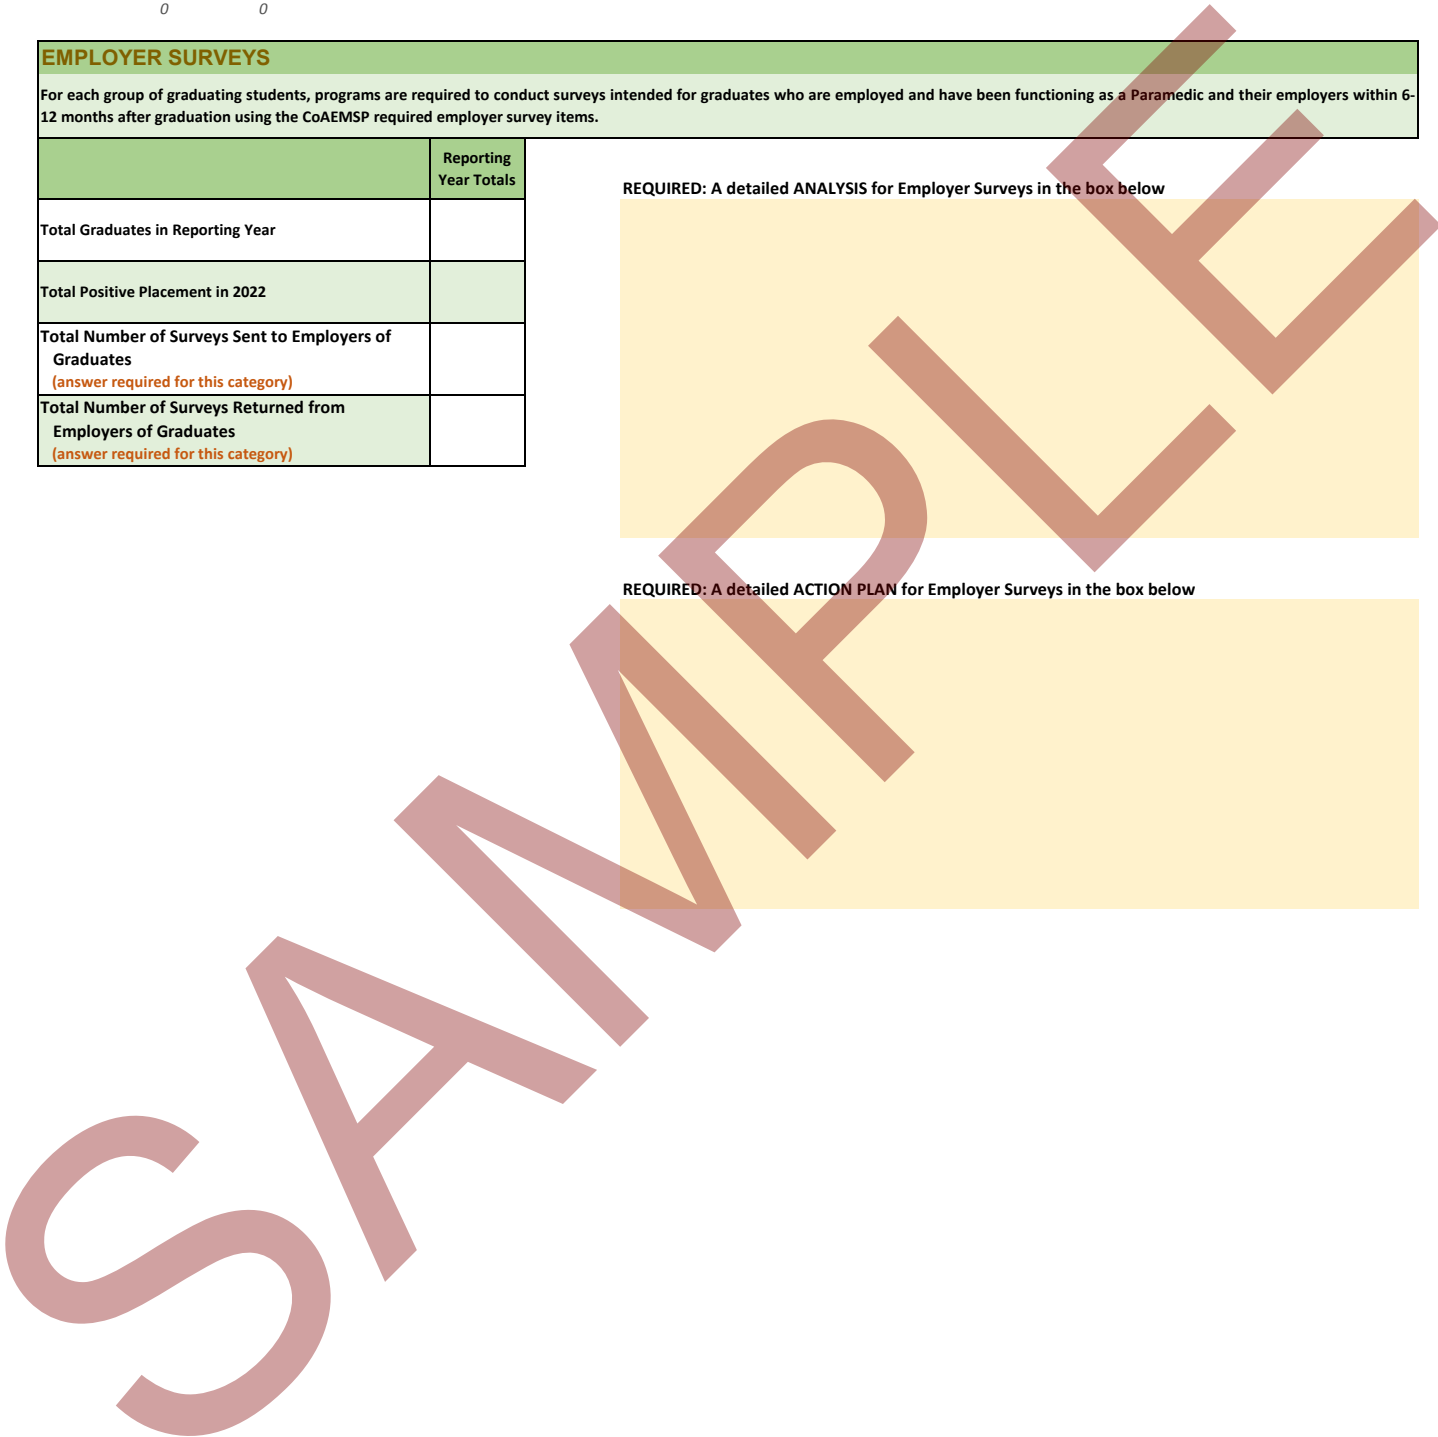 0 0
EMPLOYER SURVEYS
For each group of graduating students, programs are required to conduct surveys intended for graduates who are employed and have been functioning as a Paramedic and their employers within 6-
12 months after graduation using the CoAEMSP required employer survey items.
Reporting
Year Totals
REQUIRED: A detailed ANALYSIS for Employer Surveys in the box below
Total Graduates in Reporting Year
Total Positive Placement in 2022
Total Number of Surveys Sent to Employers of
Graduates
(answer required for this category)
Total Number of Surveys Returned from
Employers of Graduates
(answer required for this category)
REQUIRED: A detailed ACTION PLAN for Employer Surveys in the box below
SAMPLE